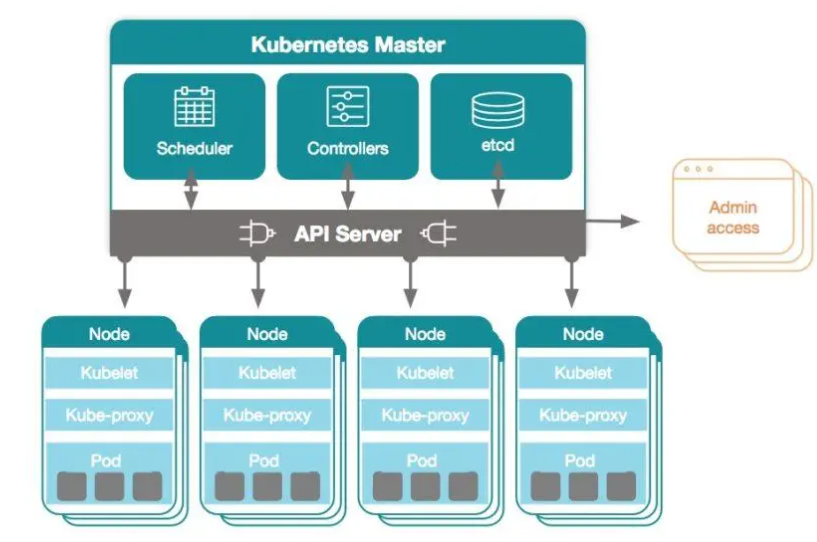 Kubernetes Master
Scheduler
Controllers
etcd
API Server
Admin
access
Node
Node
Node
Node
Kubelet
Kubelet
Kubelet
Kubelet
Kube-proxy
Kube-proxy
Kube-proxy
Kube-proxy
Pod
Pod
Pod
Pod